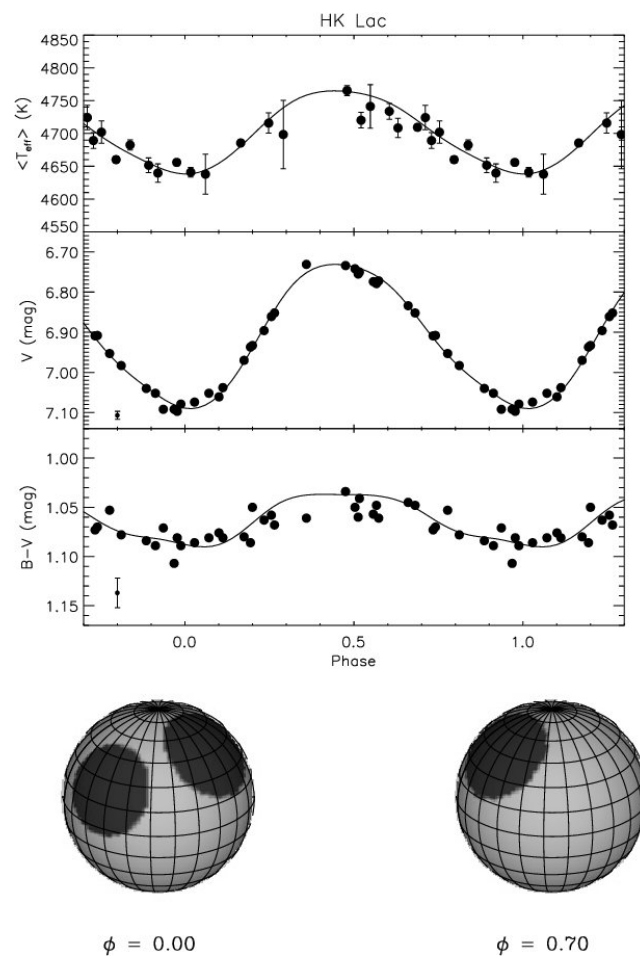 HK Lac
<T_eff> (K)
4850
4800
4750
4700
4650
4600
4550
V (mag)
6.70
6.80
6.90
7.00
7.10
B-V (mag)
1.00
1.05
1.10
1.15
0.0 0.5 1.0
Phase
ϕ = 0.00 ϕ = 0.70